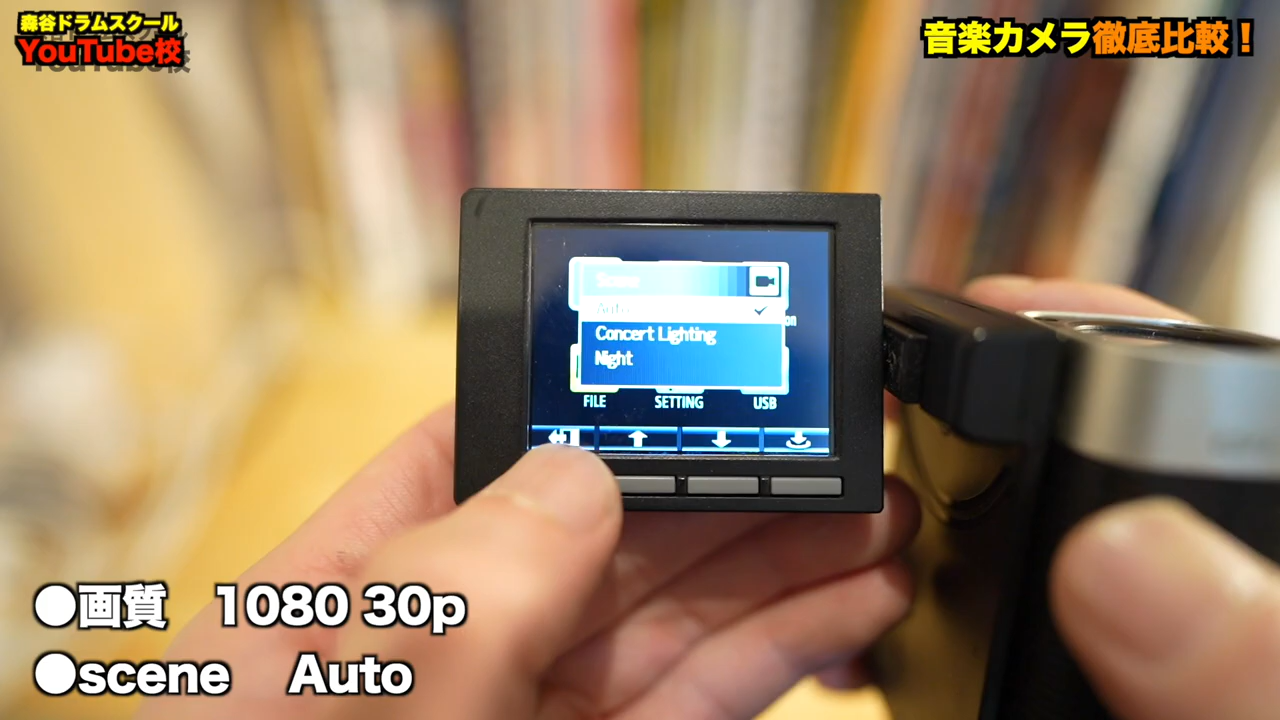 森谷ドラムスクール
YouTube校
音楽カメラ徹底比較！
Scene
Auto
Concert Lighting
Night
FILE SETTING USB
●画質 1080 30p
●scene Auto